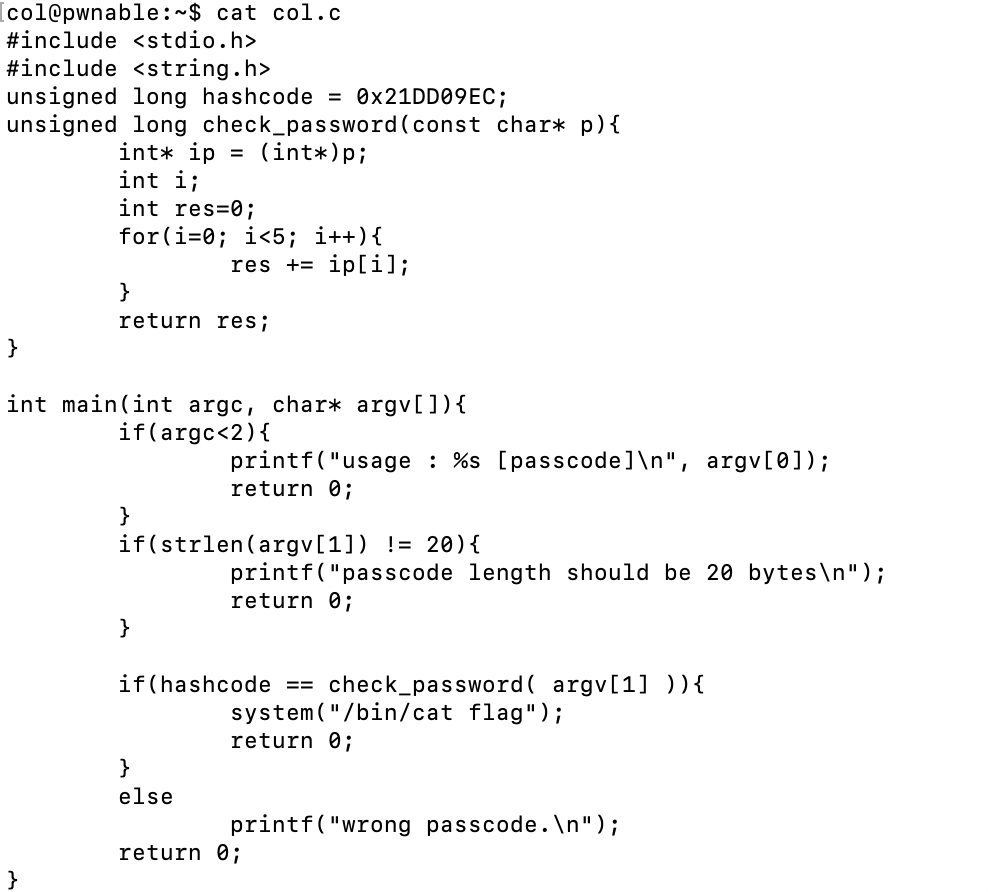 [col@pwnable:~$ cat col.c
#include <stdio.h>
#include <string.h>
unsigned long hashcode = 0x21DD09EC;
unsigned long check_password(const char* p){
        int* ip = (int*)p;
        int i;
        int res=0;
        for(i=0; i<5; i++){
                res += ip[i];
        }
        return res;
}

int main(int argc, char* argv[]){
        if(argc<2){
                printf("usage : %s [passcode]\n", argv[0]);
                return 0;
        }
        if(strlen(argv[1]) != 20){
                printf("passcode length should be 20 bytes\n");
                return 0;
        }

        if(hashcode == check_password( argv[1] )){
                system("/bin/cat flag");
                return 0;
        }
        else
                printf("wrong passcode.\n");
        return 0;
}